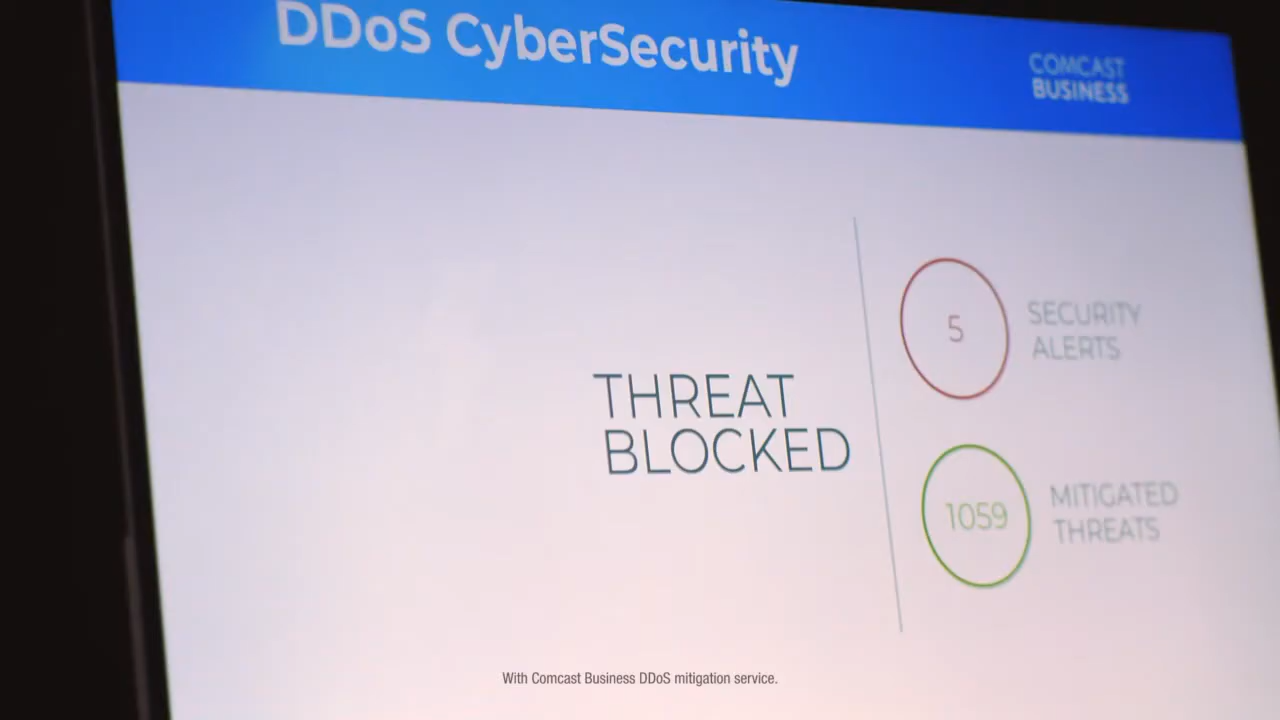 DDoS CyberSecurity
COMCAST
BUSINESS
5
SECURITY
ALERTS
THREAT
BLOCKED
1059
MITIGATED
THREATS
With Comcast Business DDoS mitigation service.